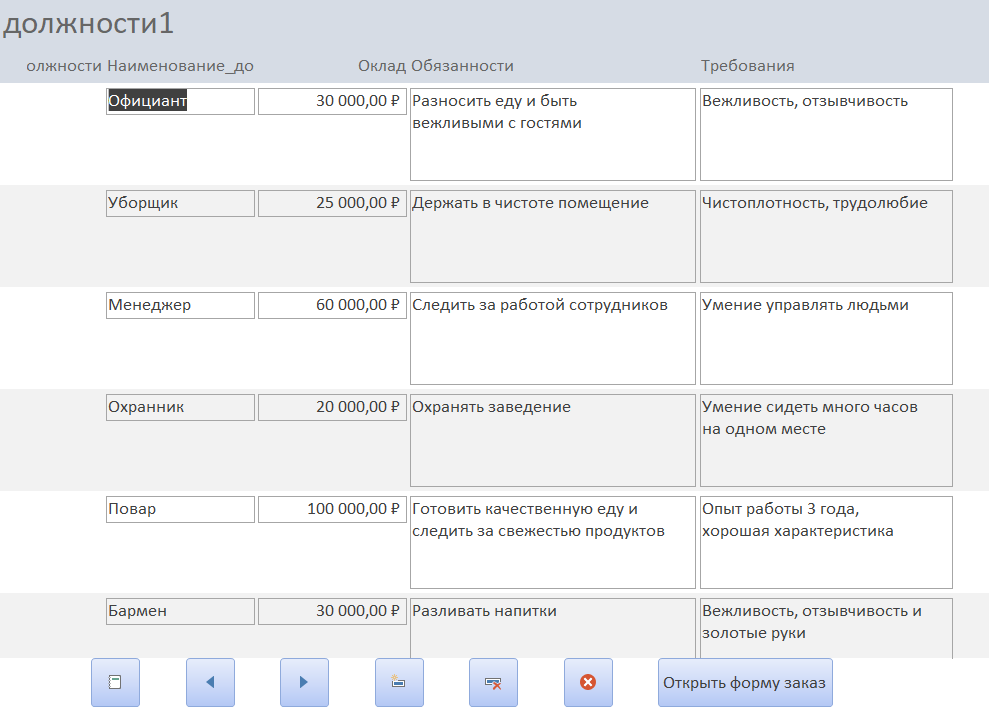 должности1
олжности Наименование_до Оклад Обязанности Требования
Официант 30 000,00 ₽ Разносить еду и быть Вежливость, отзывчивость
вежливыми с гостями
Уборщик 25 000,00 ₽ Держать в чистоте помещение Чистоплотность, трудолюбие
Менеджер 60 000,00 ₽ Следить за работой сотрудников Умение управлять людьми
Охранник 20 000,00 ₽ Охранять заведение Умение сидеть много часов
на одном месте
Повар 100 000,00 ₽ Готовить качественную еду и Опыт работы 3 года,
следить за свежестью продуктов хорошая характеристика
Бармен 30 000,00 ₽ Разливать напитки Вежливость, отзывчивость и
золотые руки
Открыть форму заказ